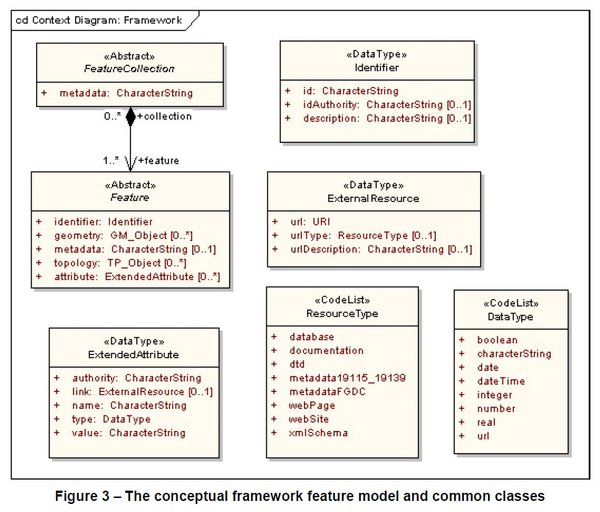 cd Context Diagram: Framework
«Abstract»
FeatureCollection
+ metadata: CharacterString
0..* +collection
1..* +feature
«Abstract»
Feature
+ identifier: Identifier
+ geometry: GM_Object [0..*]
+ metadata: CharacterString [0..1]
+ topology: TP_Object [0..*]
+ attribute: ExtendedAttribute [0..*]
«DataType»
Identifier
+ id: CharacterString
+ idAuthority: CharacterString [0..1]
+ description: CharacterString [0..1]
«DataType»
ExternalResource
+ url: URI
+ urlType: ResourceType [0..1]
+ urlDescription: CharacterString [0..1]
«DataType»
ExtendedAttribute
+ authority: CharacterString
+ link: ExternalResource [0..1]
+ name: CharacterString
+ type: DataType
+ value: CharacterString
«CodeList»
ResourceType
+ database
+ documentation
+ dtd
+ metadata19115_19139
+ metadataFGDC
+ webPage
+ webSite
+ xmlSchema
«CodeList»
DataType
+ boolean
+ characterString
+ date
+ dateTime
+ integer
+ number
+ real
+ url
Figure 3 – The conceptual framework feature model and common classes